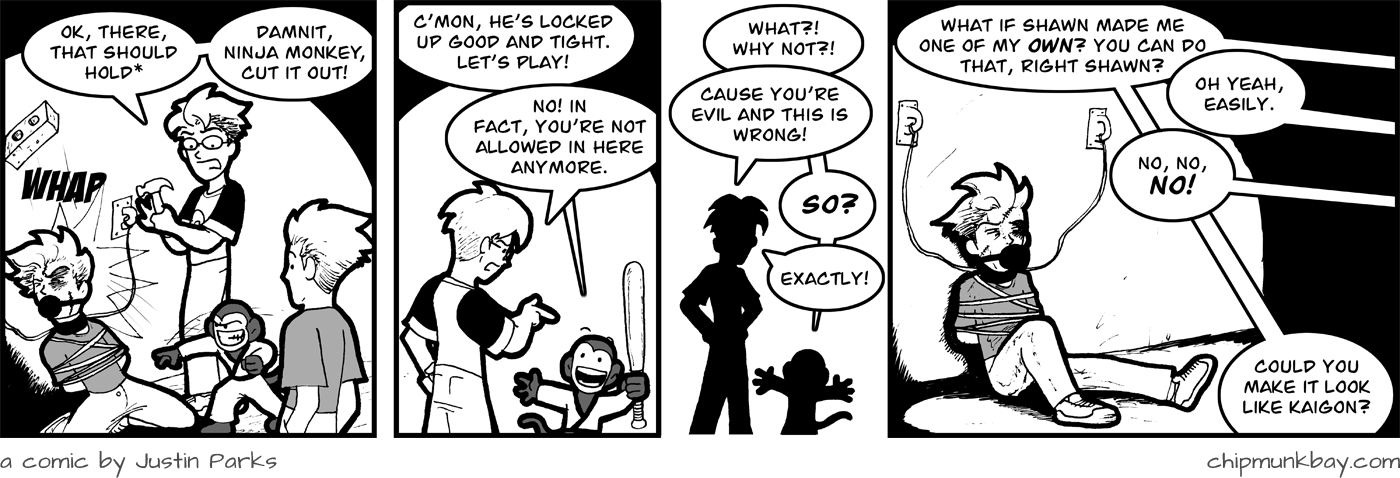 OK, THERE,
THAT SHOULD
HOLD*
DAMNIT,
NINJA MONKEY,
CUT IT OUT!
WHAP
C'MON, HE'S LOCKED
UP GOOD AND TIGHT.
LET'S PLAY!
NO! IN
FACT, YOU'RE NOT
ALLOWED IN HERE
ANYMORE.
WHAT?!
WHY NOT?!
CAUSE YOU'RE
EVIL AND THIS IS
WRONG!
SO?
EXACTLY!
WHAT IF SHAWN MADE ME
ONE OF MY OWN? YOU CAN DO
THAT, RIGHT SHAWN?
OH YEAH,
EASILY.
NO, NO,
NO!
COULD YOU
MAKE IT LOOK
LIKE KAIGON?
a comic by Justin Parks
chipmunkbay.com